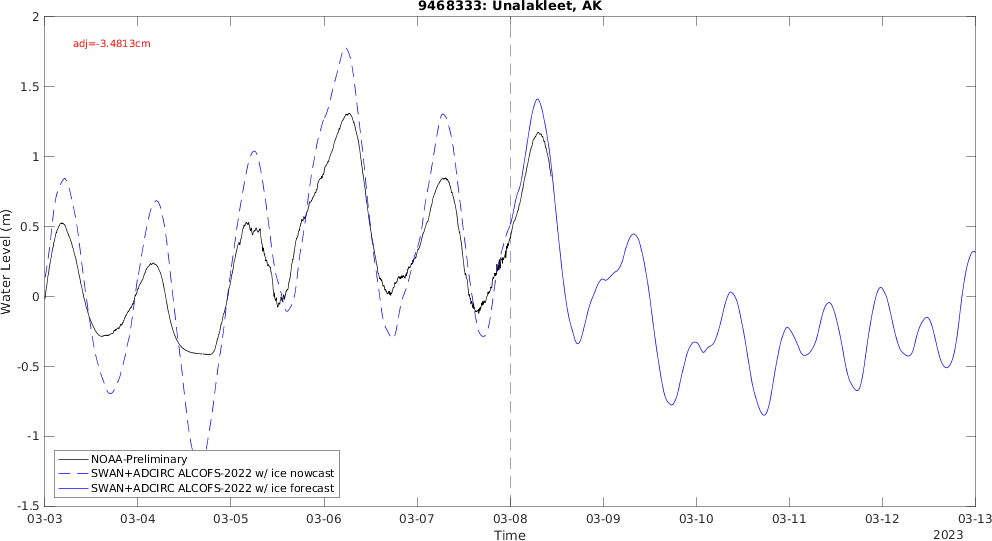 9468333: Unalakleet, AK
adj=-3.4813cm
Water Level (m)
2
1.5
1
0.5
0
-0.5
-1
-1.5
NOAA-Preliminary
SWAN+ADCIRC ALCOFS-2022 w/ ice nowcast
SWAN+ADCIRC ALCOFS-2022 w/ ice forecast
03-03 03-04 03-05 03-06 03-07 03-08 03-09 03-10 03-11 03-12 03-13
Time
2023